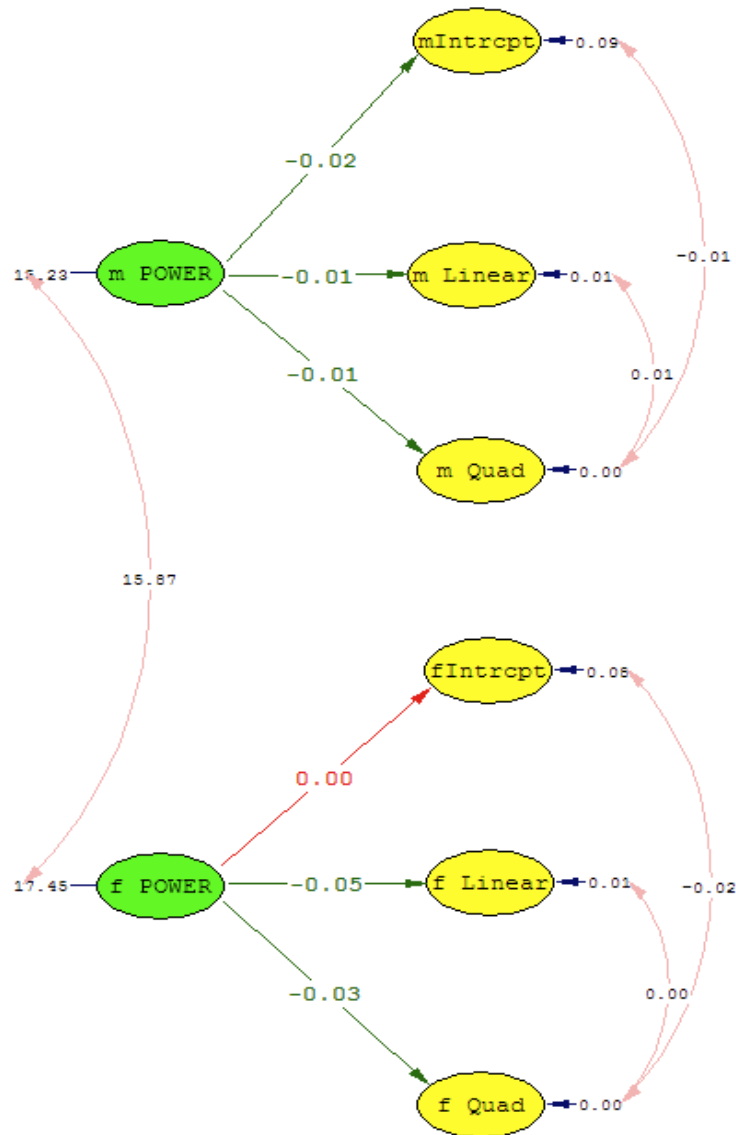 mIntrcpt
0.09
-0.02
-0.01
15.23
m POWER
-0.01
m Linear
0.01
-0.01
0.01
m Quad
0.00
15.87
fIntrcpt
0.08
0.00
17.45
f POWER
-0.05
f Linear
0.01
-0.02
-0.03
0.00
f Quad
0.00